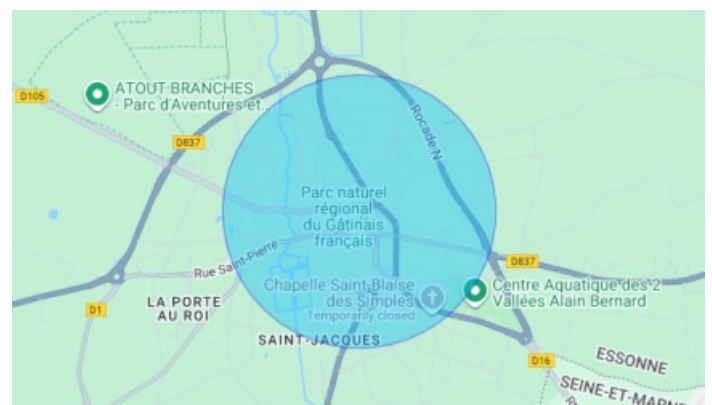 ATOUT BRANCHES
- Parc d'Aventures et...
D105
D837
Rocade N
Parc naturel
régional
du Gâtinais
français
Rue Saint-Pierre
D837
Chapelle Saint-Blaise
des Simples
Temporarily closed
Centre Aquatique des 2
Vallées Alain Bernard
LA PORTE
AU ROI
D1
SAINT-JACQUES
D16
ESSONNE
SEINE-ET-MARNE